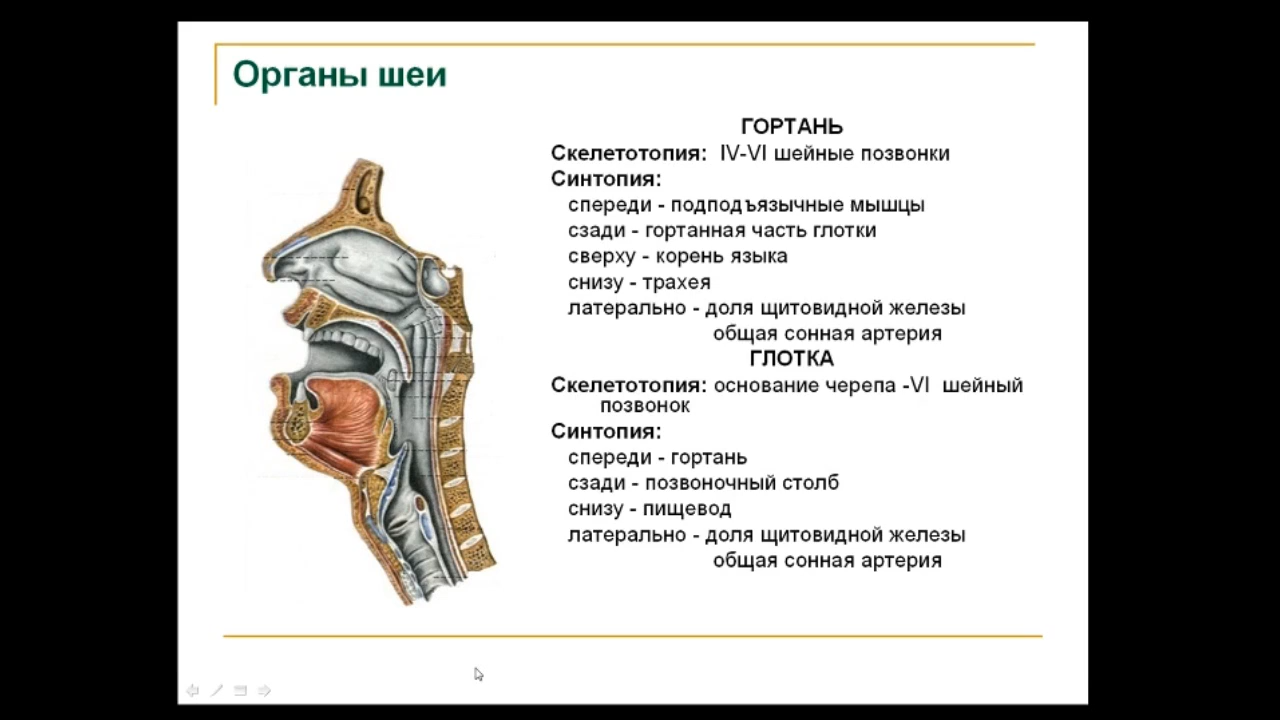 Органы шеи
ГОРТАНЬ
Скелетотопия: IV-VI шейные позвонки
Синтопия:
спереди - подподъязычные мышцы
сзади - гортанная часть глотки
сверху - корень языка
снизу - трахея
латерально - доля щитовидной железы
общая сонная артерия
ГЛОТКА
Скелетотопия: основание черепа -VI шейный
позвонок
Синтопия:
спереди - гортань
сзади - позвоночный столб
снизу - пищевод
латерально - доля щитовидной железы
общая сонная артерия